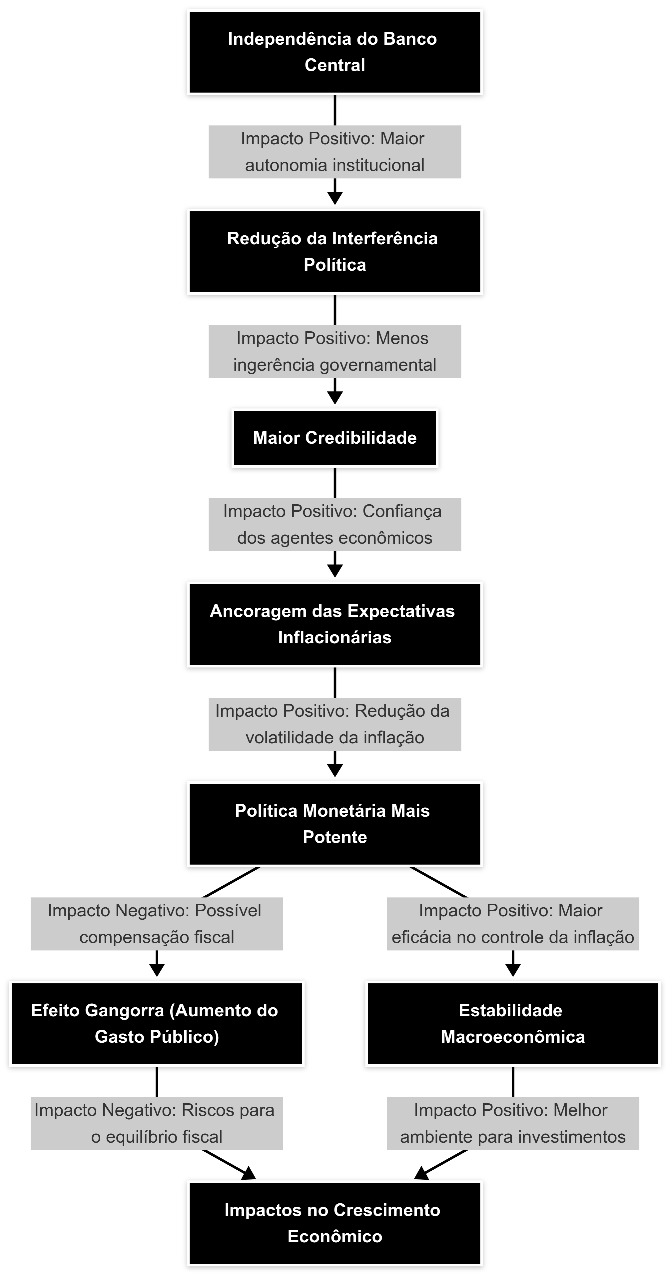 Independência do Banco
Central
Impacto Positivo: Maior
autonomia institucional
Redução da Interferência
Política
Impacto Positivo: Menos
ingerência governamental
Maior Credibilidade
Impacto Positivo: Confiança
dos agentes econômicos
Ancoragem das Expectativas
Inflacionárias
Impacto Positivo: Redução da
volatilidade da inflação
Política Monetária Mais
Potente
Impacto Negativo: Possível
compensação fiscal
Impacto Positivo: Maior
eficácia no controle da inflação
Efeito Gangorra (Aumento do
Gasto Público)
Estabilidade
Macroeconômica
Impacto Negativo: Riscos para
o equilíbrio fiscal
Impacto Positivo: Melhor
ambiente para investimentos
Impactos no Crescimento
Econômico